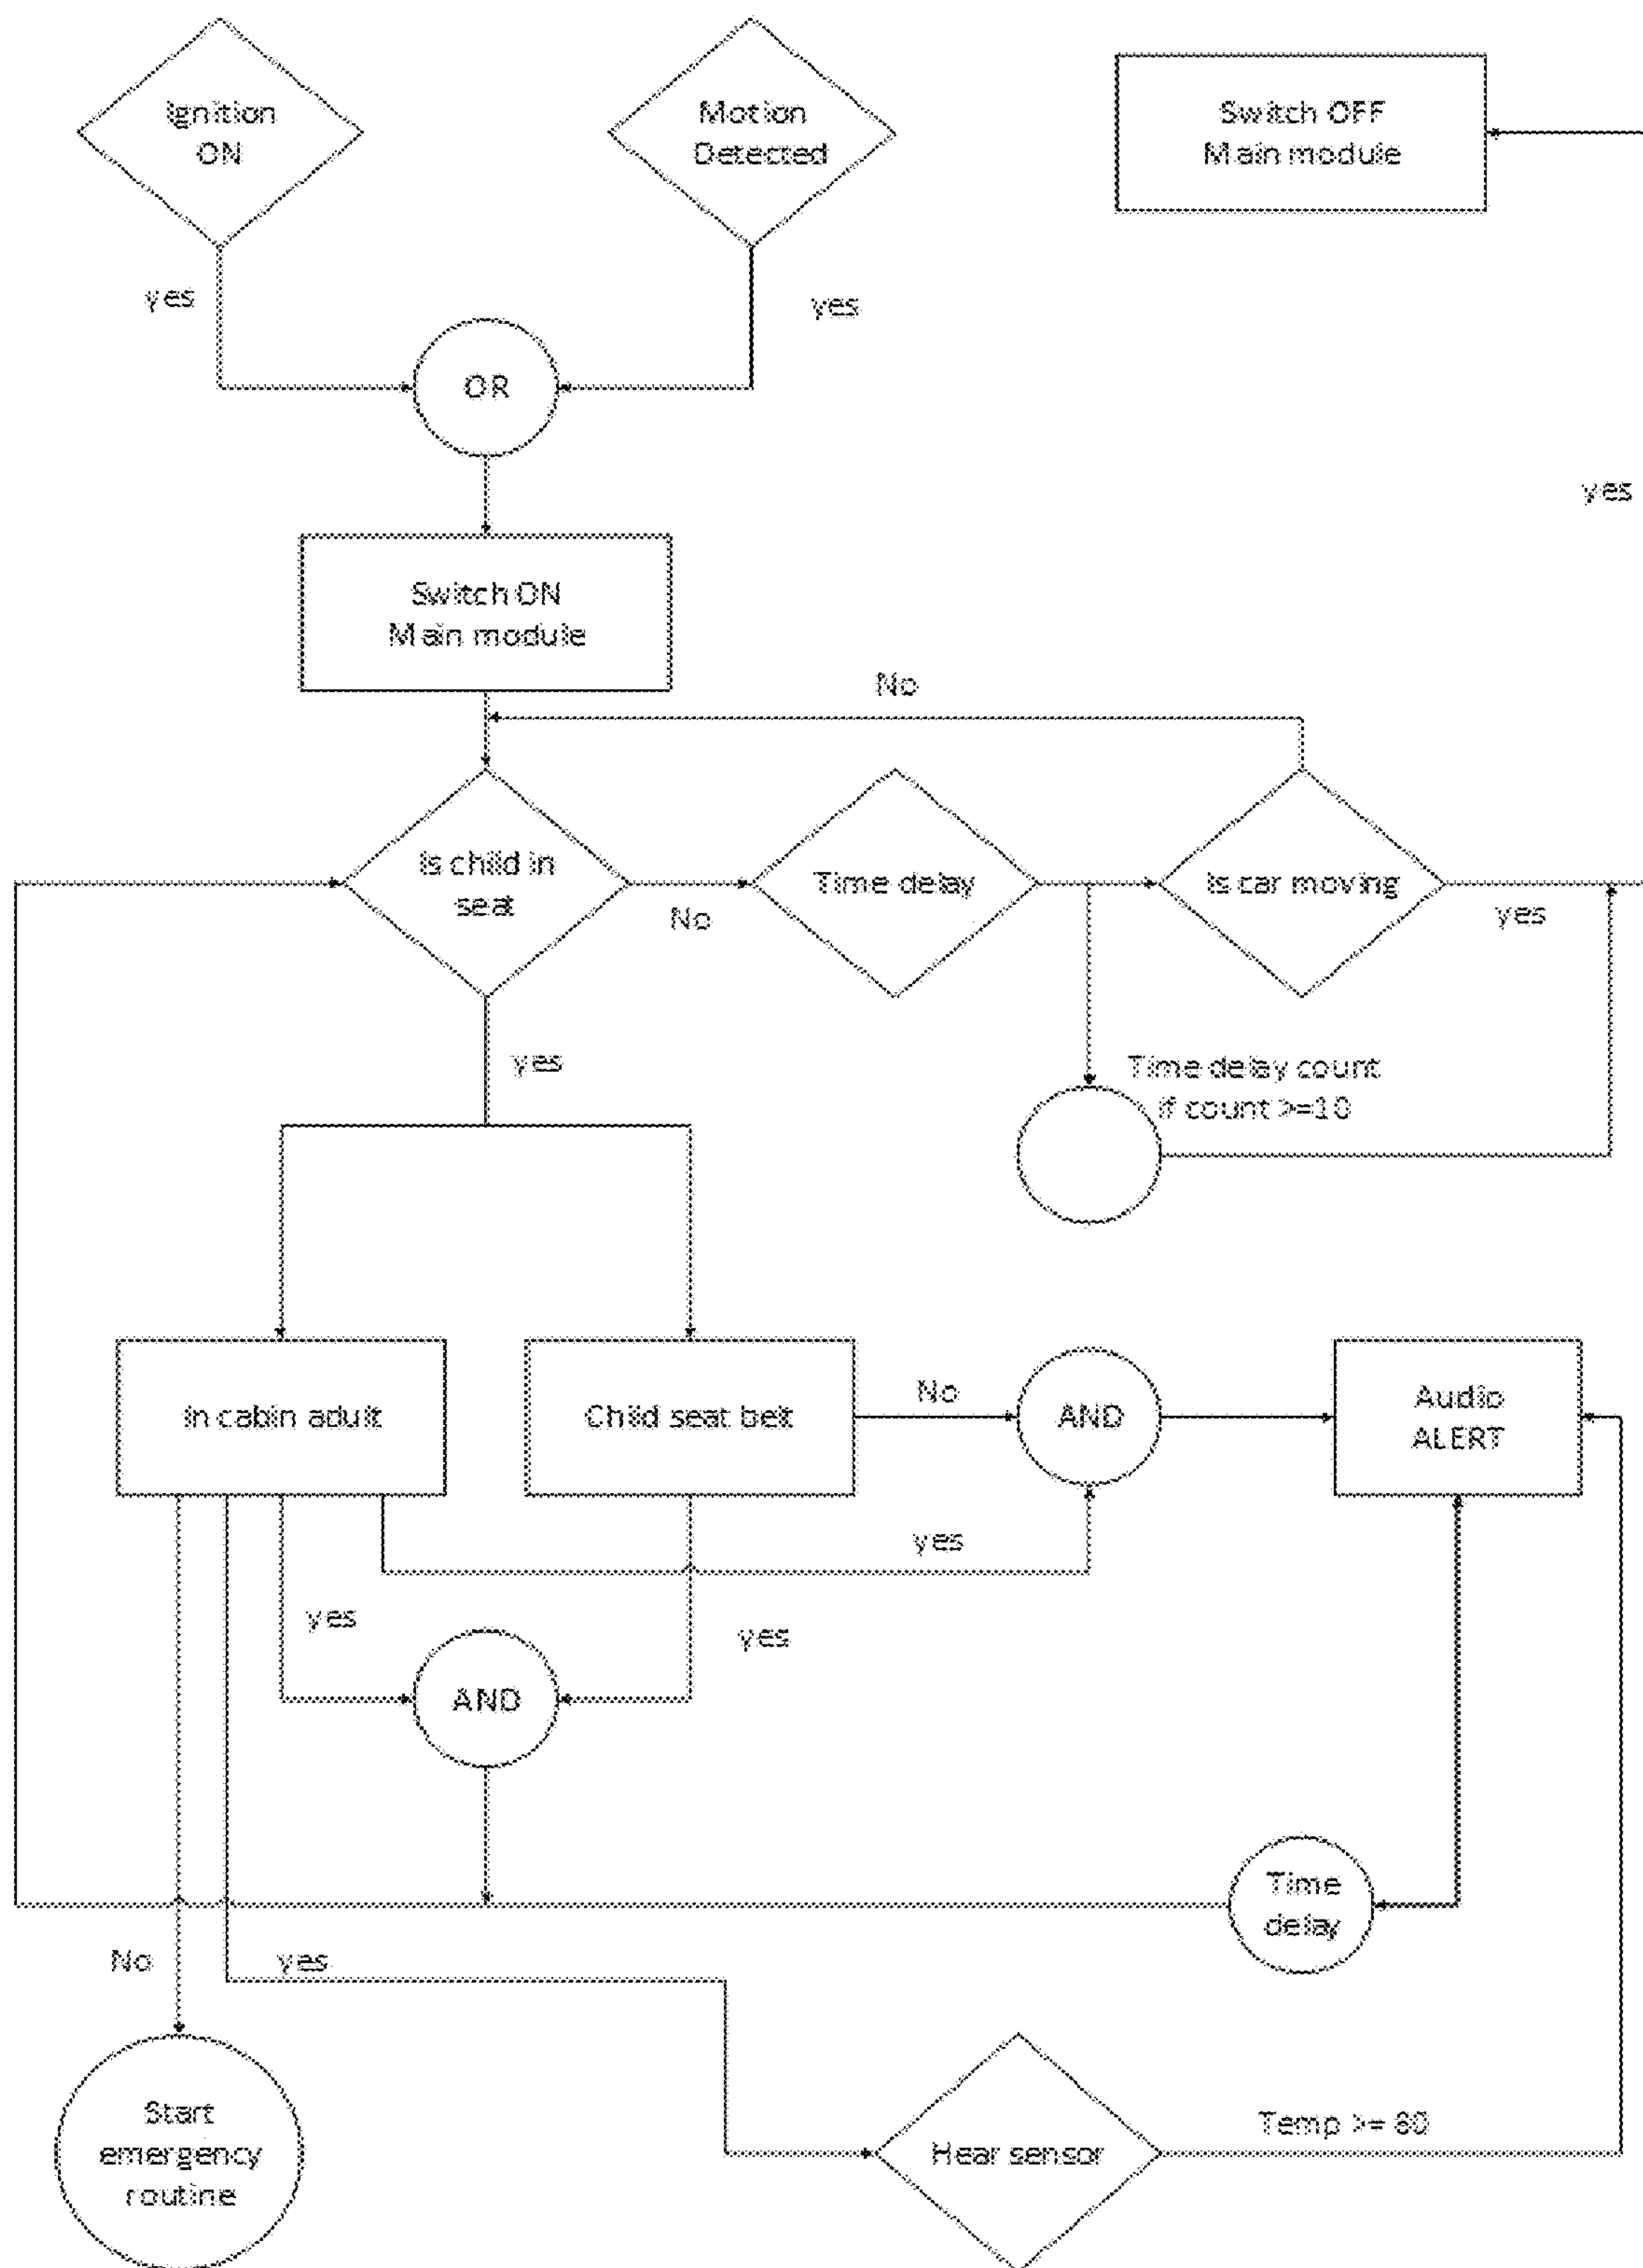 Ignition
ON
Motion
Detected
Switch OFF
Main module
yes
yes
OR
yes
Switch ON
Main module
No
Is child in
seat
No
Time delay
Is car moving
yes
yes
Time delay count
if count >=10
In cabin adult
Child seat belt
No
AND
Audio
ALERT
yes
yes
yes
AND
Time
delay
No
yes
Start
emergency
routine
Hear sensor
Temp >= 80